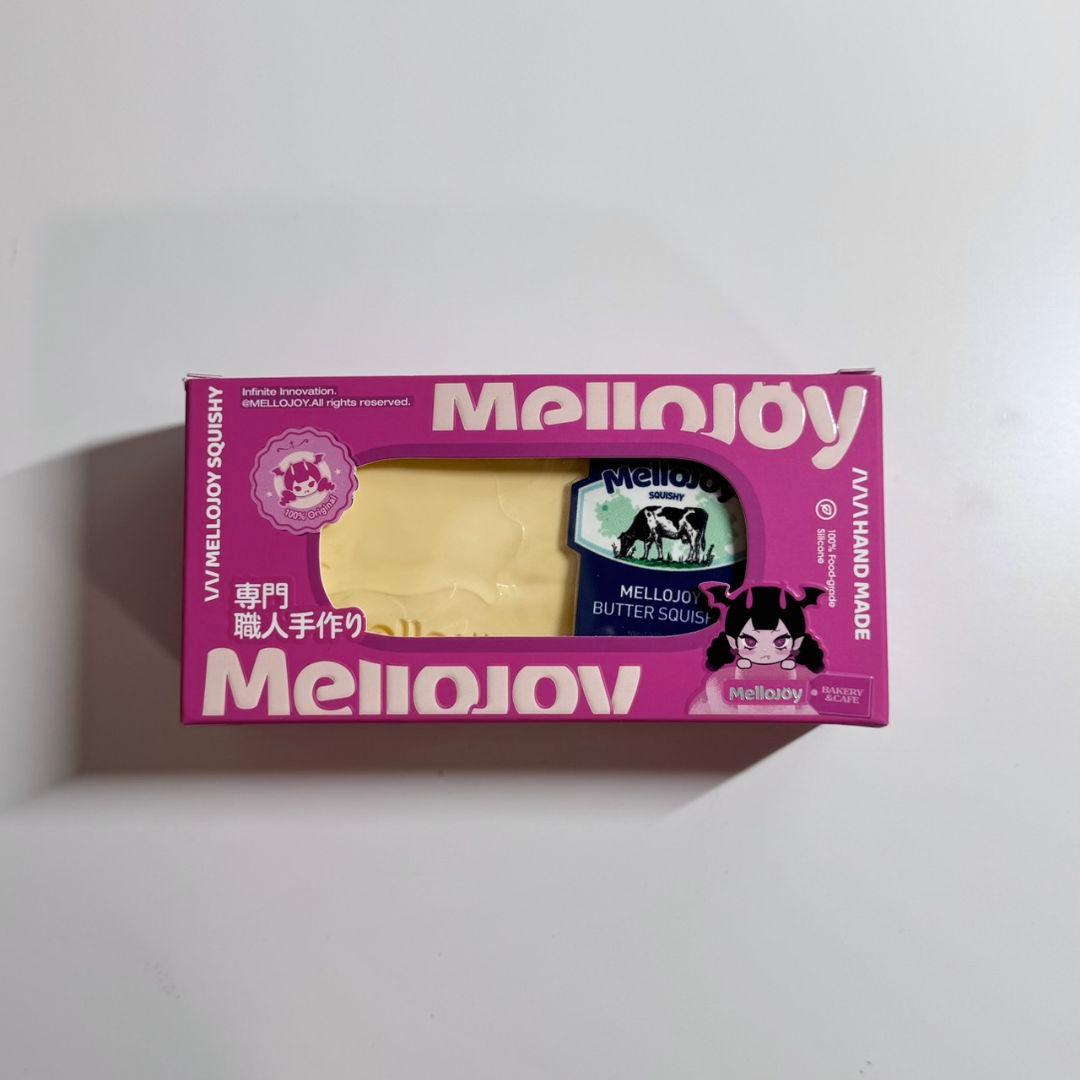 MELLOJOY SQUISHY
Infinite Innovation.
@MELLOJOY.All rights reserved.
Mellojoy
100% Original
Mellojoy
SQUISHY
MELLOJOY
BUTTER SQUISH
HAND MADE
100% Food-grade
Silicone
専門
職人手作り
Mellojoy
Mellojoy
BAKERY
&CAFE